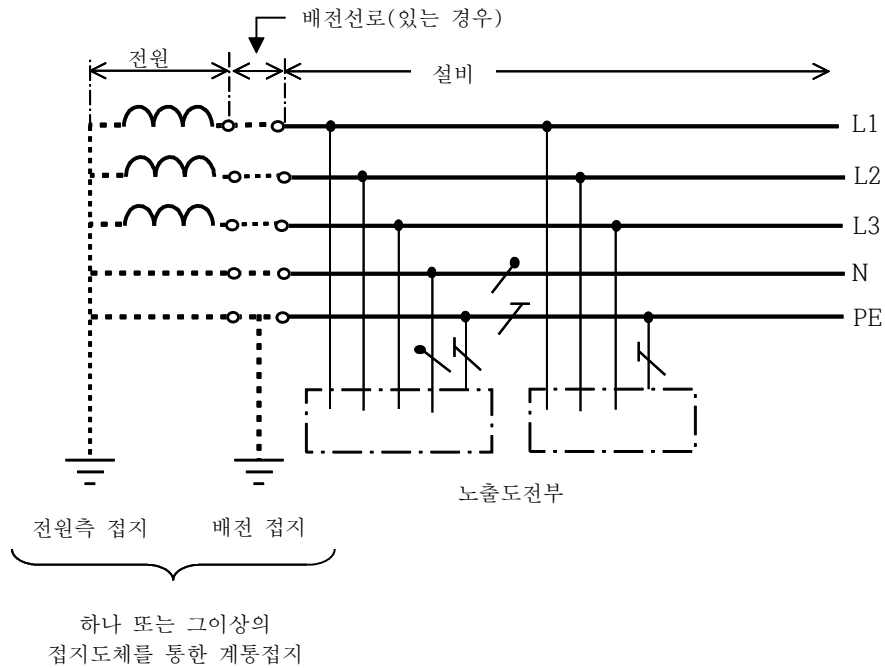 배전선로(있는 경우)
전원
설비
L1
L2
L3
N
PE
노출도전부
전원측 접지
배전 접지
하나 또는 그이상의
접지도체를 통한 계통접지